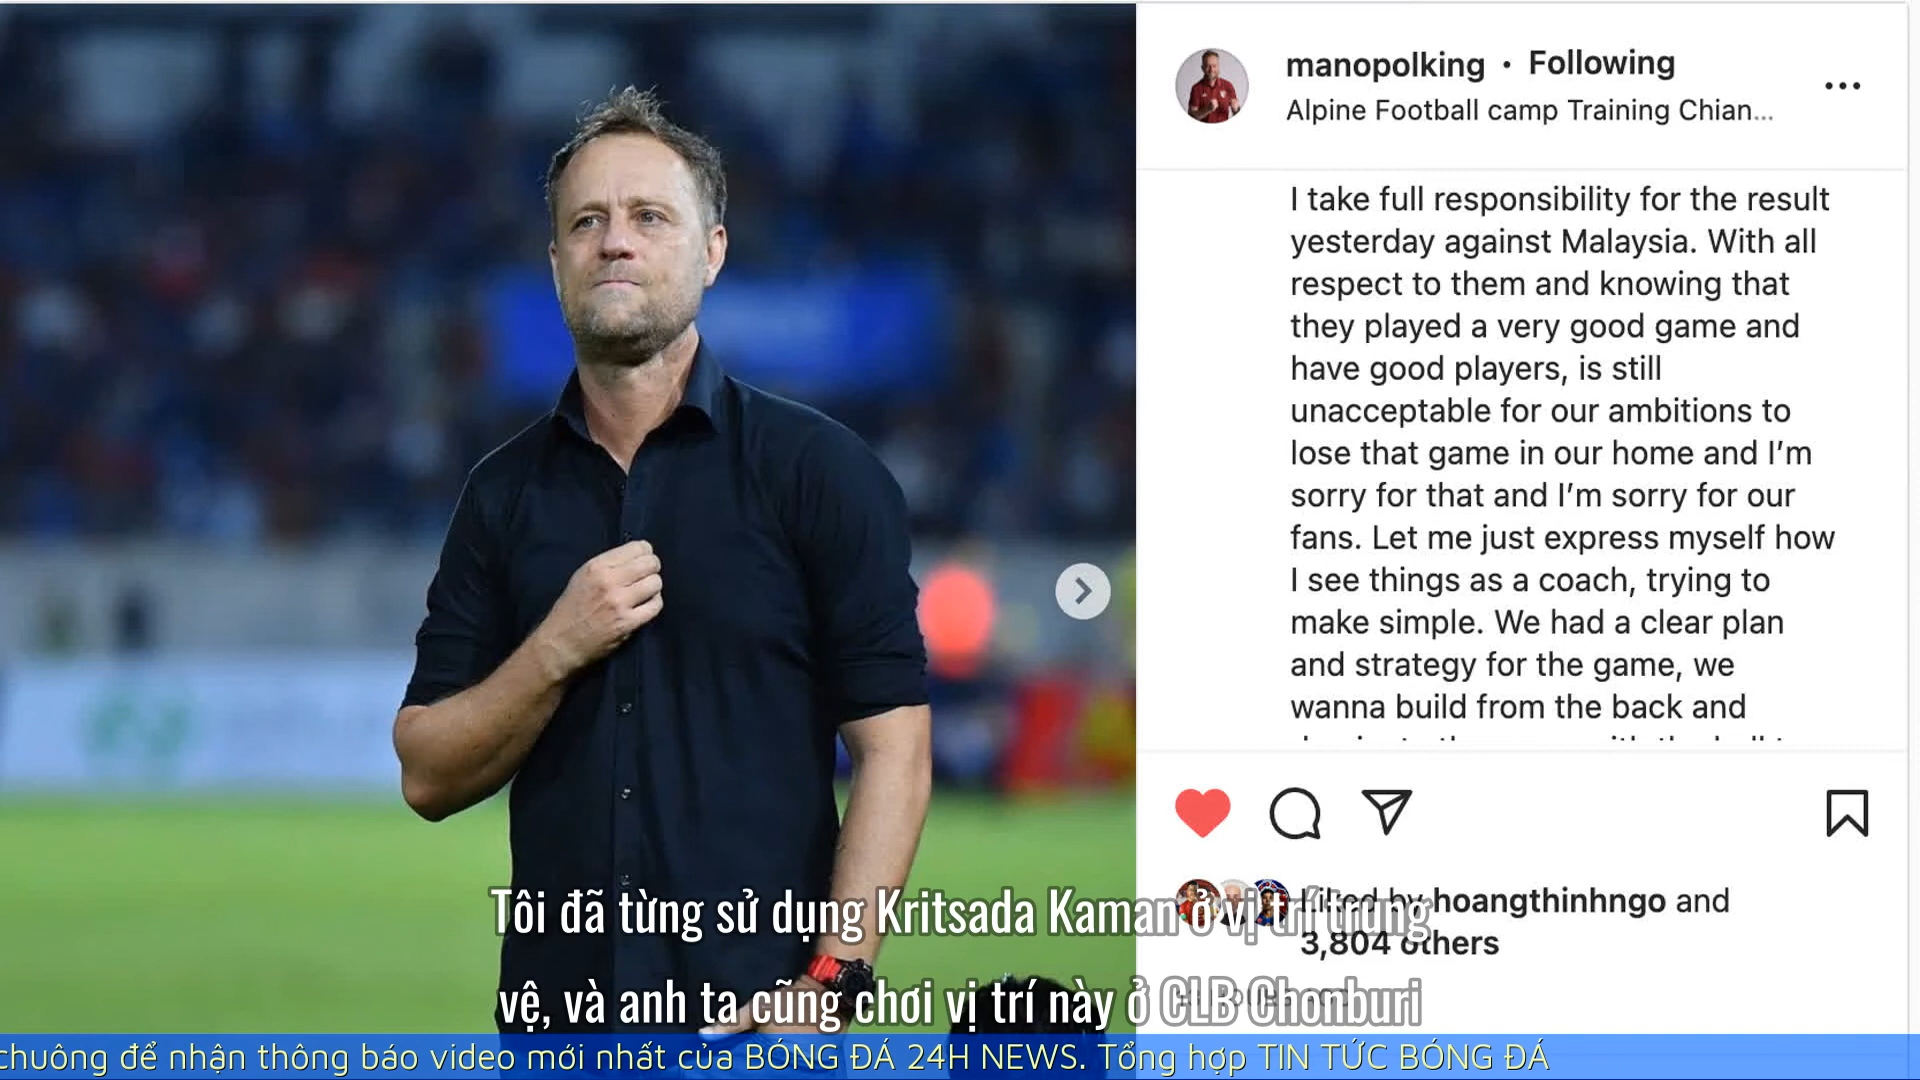 manopolking • Following
Alpine Football camp Training Chian...
I take full responsibility for the result
yesterday against Malaysia. With all
respect to them and knowing that
they played a very good game and
have good players, is still
unacceptable for our ambitions to
lose that game in our home and I’m
sorry for that and I’m sorry for our
fans. Let me just express myself how
I see things as a coach, trying to
make simple. We had a clear plan
and strategy for the game, we
wanna build from the back and
Liked by hoangthinhngo and
3,804 others
Tôi đã từng sử dụng Kritsada Kaman ở vị trí trung
vệ, và anh ta cũng chơi vị trí này ở CLB Chonburi
chuông để nhận thông báo video mới nhất của BÓNG ĐÁ 24H NEWS. Tổng hợp TIN TỨC BÓNG ĐÁ